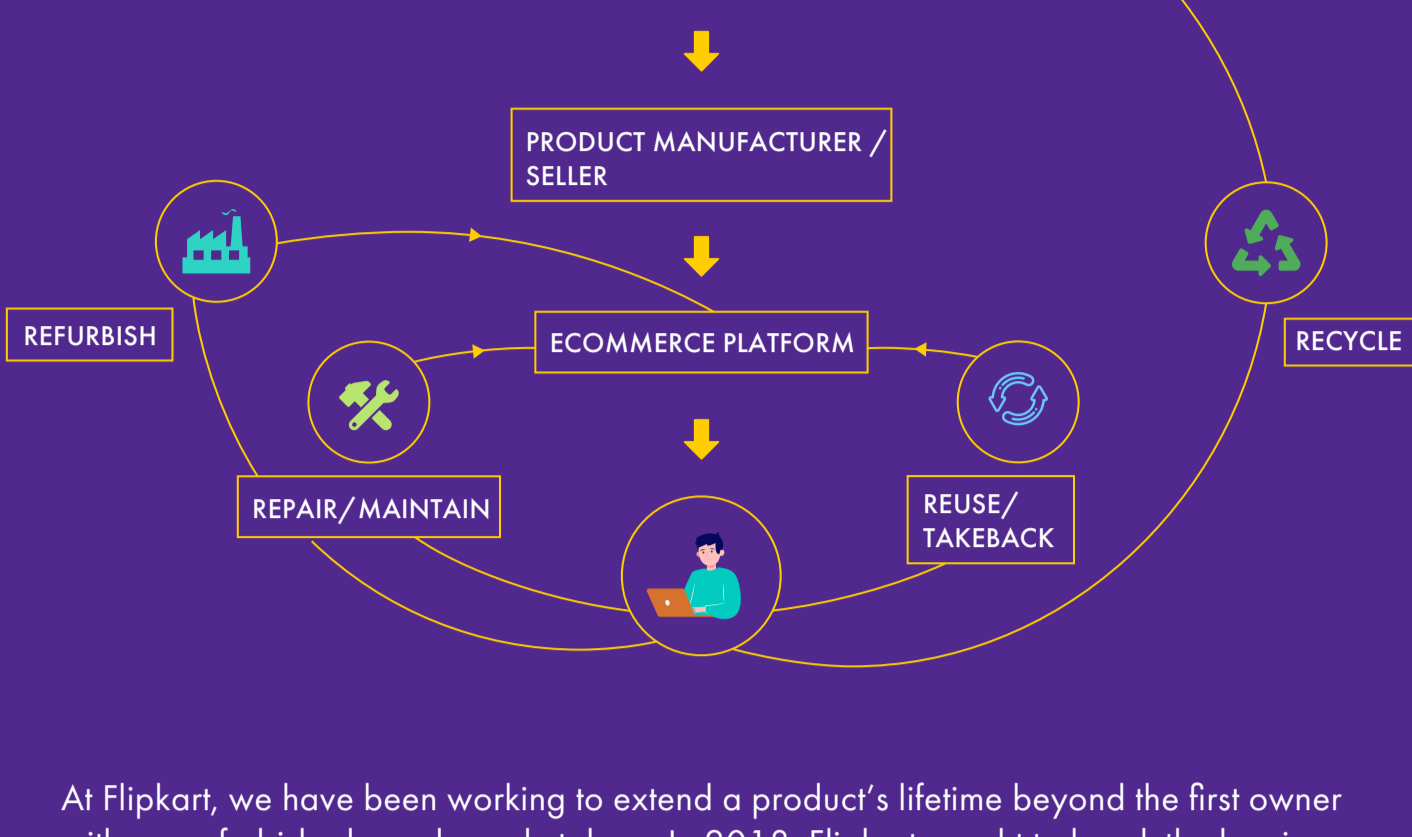 PRODUCT MANUFACTURER /
SELLER
REFURBISH
ECOMMERCE PLATFORM
RECYCLE
REPAIR/MAINTAIN
REUSE/
TAKEBACK
At Flipkart, we have been working to extend a product's lifetime beyond the first owner